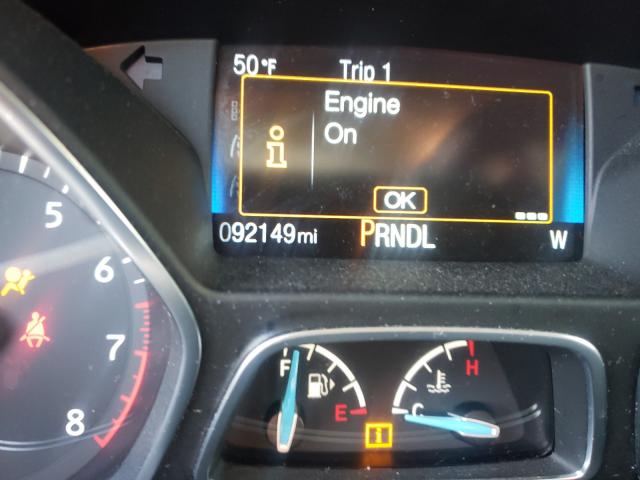 50°F Trip 1
Engine
On
i
OK
092149mi PRNDL W
5
6
7
8
F E
C H
i